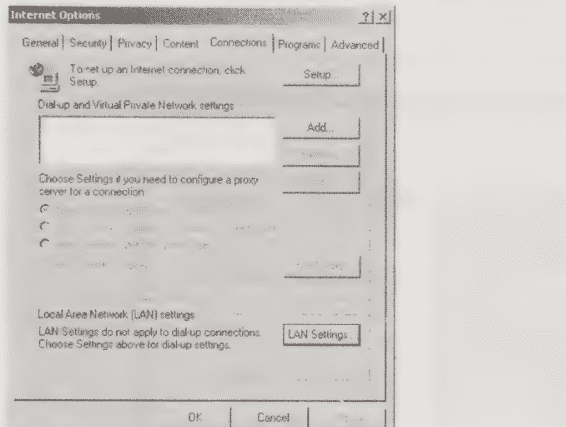 Internet Options
General Security Privacy Content Connections Programs Advanced
To set up an Internet connection, click
Setup.
Setup...
Dial-up and Virtual Private Network settings
Add...
Choose Settings if you need to configure a proxy
server for a connection
Local Area Network (LAN) settings
LAN Settings do not apply to dial-up connections.
Choose Settings above for dial-up settings.
LAN Settings...
OK Cancel